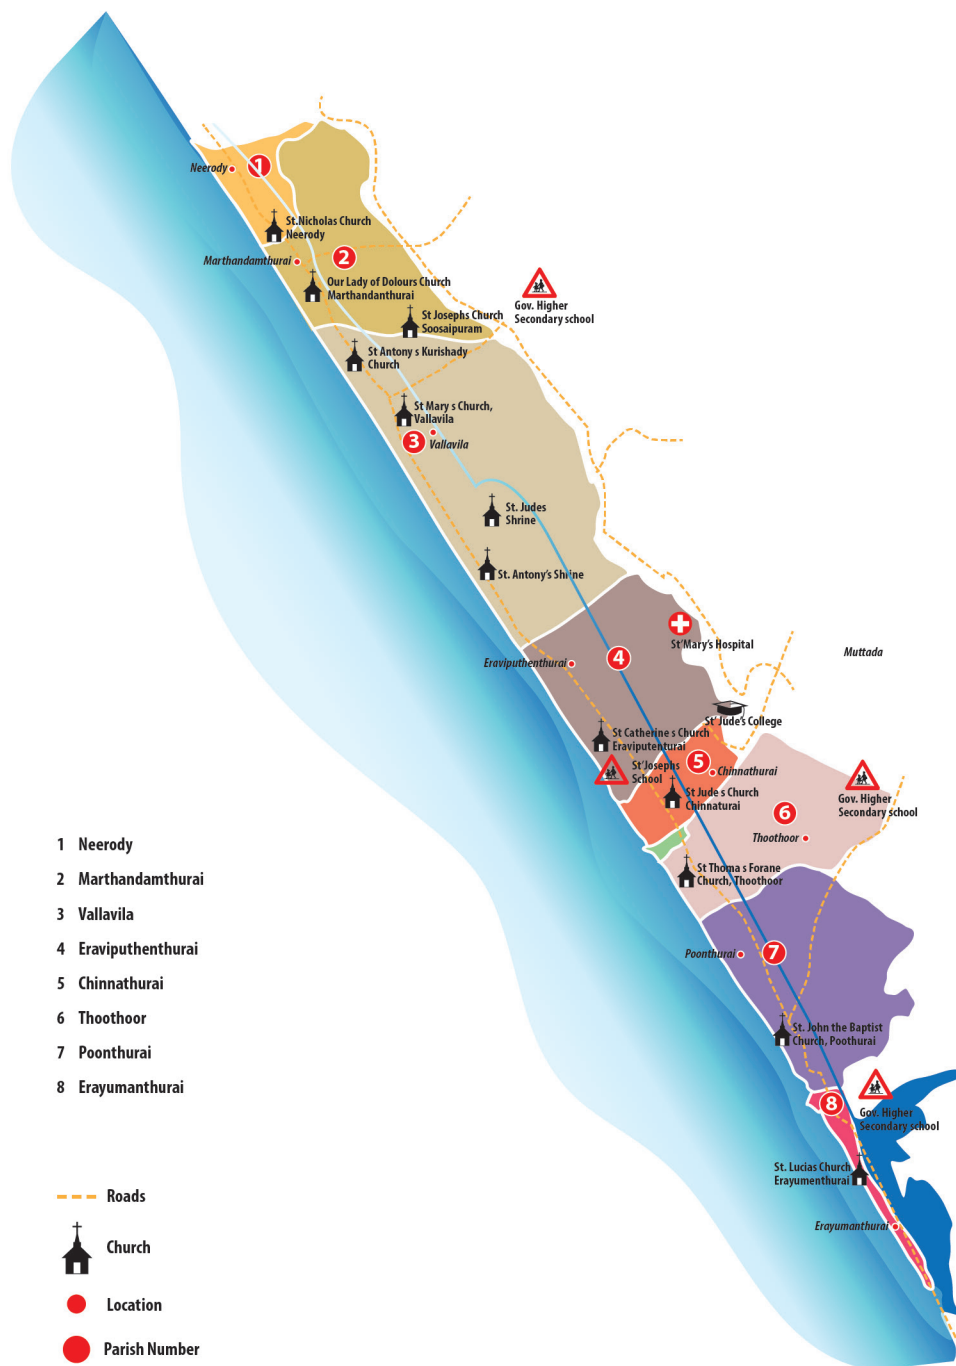 Neerody
1
St.Nicholas Church
Neerody
Marthandamthurai
2
Our Lady of Dolours Church
Marthandanthurai
Gov. Higher
Secondary school
St Josephs Church
Soosaipuram
St Antony s Kurishady
Church
St Mary s Church,
Vallavila
3
Vallavila
St. Judes
Shrine
St. Antony's Shrine
St'Mary's Hospital
Muttada
4
Eraviputhenthurai
St'Jude's College
St Catherine s Church
Eraviputenturai
St'Josephs
School
5
Chinnathurai
St Jude s Church
Chinnaturai
Gov. Higher
Secondary school
6
Thoothoor
St Thoma s Forane
Church, Thoothoor
Poonthurai
7
St. John the Baptist
Church, Poothurai
8
Gov. Higher
Secondary school
St. Lucias Church
Erayumenthurai
Erayumanthurai
1 Neerody
2 Marthandamthurai
3 Vallavila
4 Eraviputhenthurai
5 Chinnathurai
6 Thoothoor
7 Poonthurai
8 Erayumanthurai
Roads
Church
Location
Parish Number